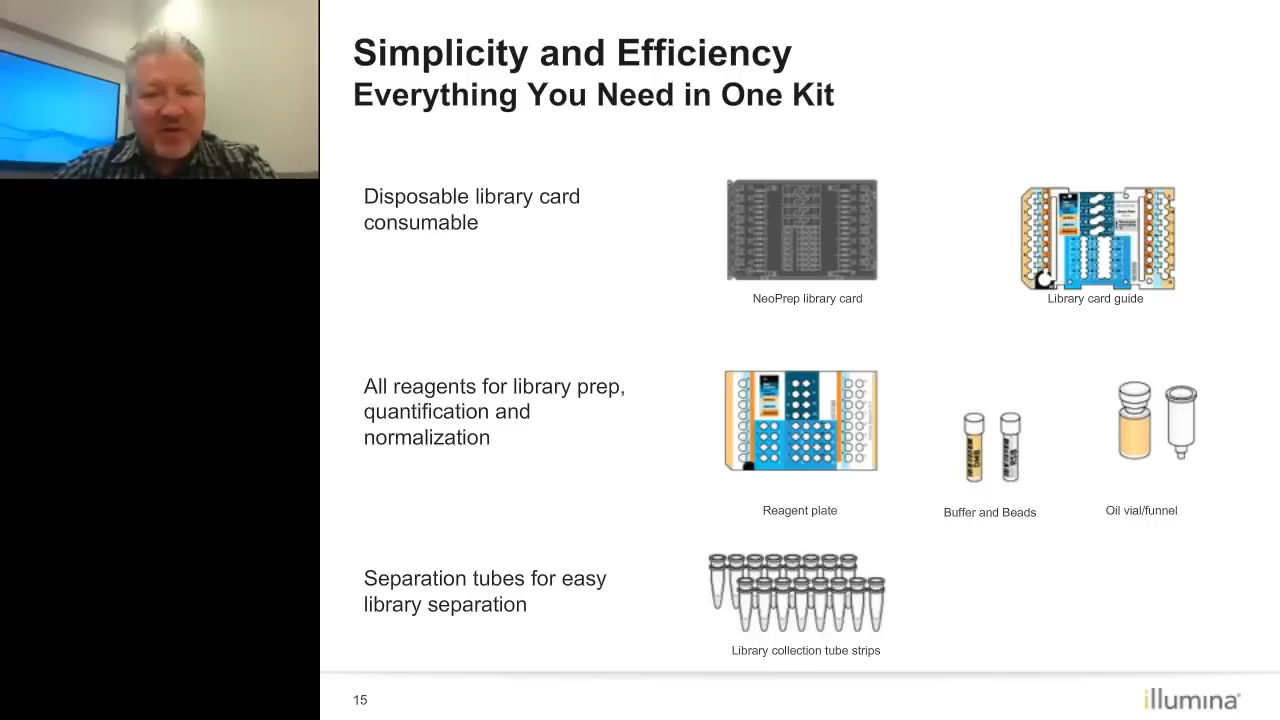 Simplicity and Efficiency
Everything You Need in One Kit
Disposable library card
consumable
NeoPrep library card
Library card guide
All reagents for library prep,
quantification and
normalization
Reagent plate
Buffer and Beads
Oil vial/funnel
Separation tubes for easy
library separation
Library collection tube strips
15
illumina